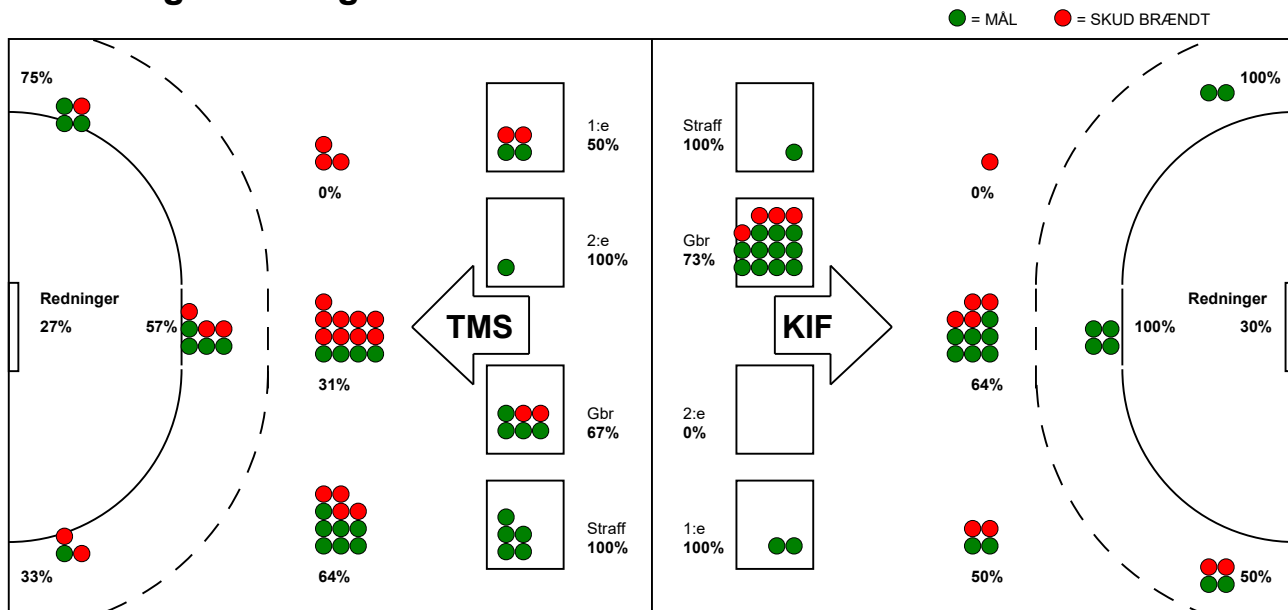 = MÅL = SKUD BRÆNDT
75%
1:e
50%
0%
2:e
100%
Redninger
27%
57%
TMS
31%
Gbr
67%
Straff
100%
33%
64%
Straff
100%
100%
0%
Gbr
73%
KIF
Redninger
100%
30%
64%
2:e
0%
1:e
100%
50%
50%